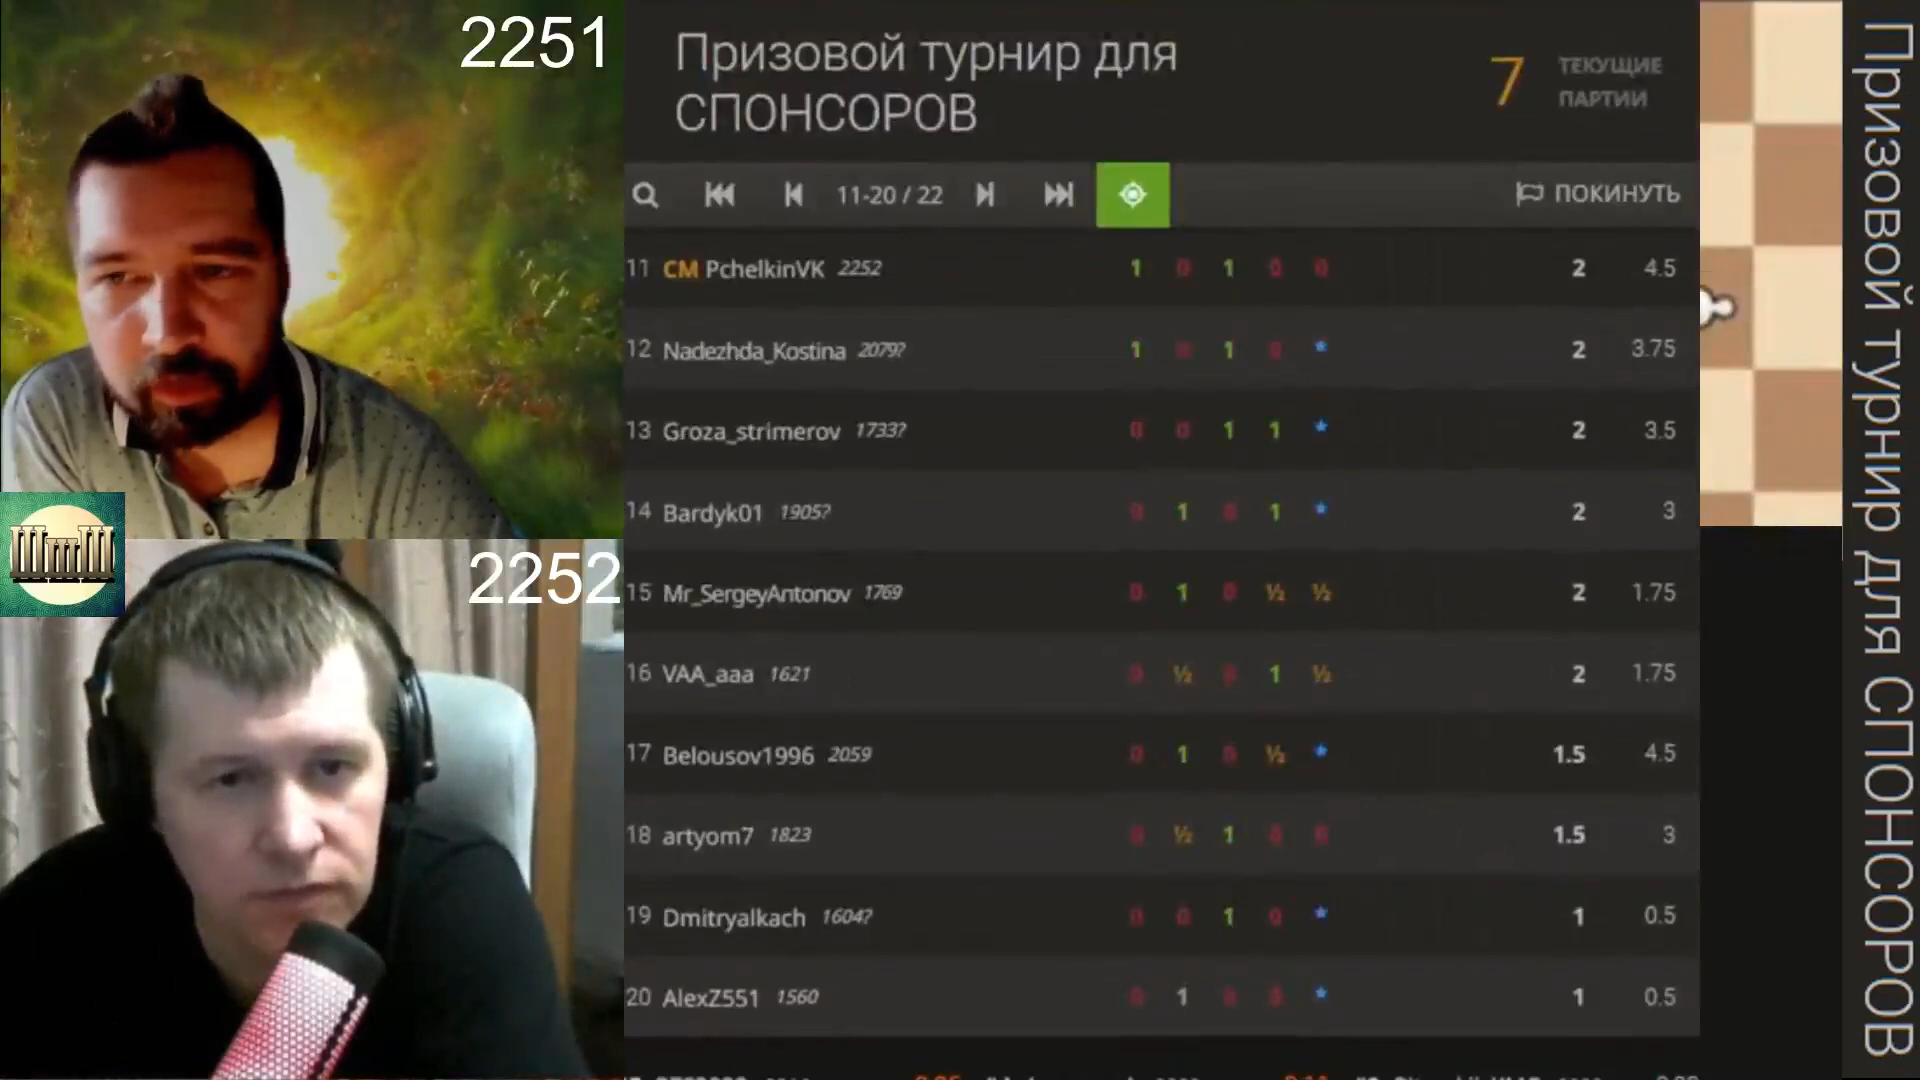 2251
Призовой турнир для
СПОНСОРОВ
7 ТЕКУЩИЕ
ПАРТИИ
11-20 / 22 ПОКИНУТЬ
11 CM PchelkinVK 2252 1 0 1 0 0 2 4.5
12 Nadezhda_Kostina 2079? 1 0 1 0 * 2 3.75
13 Groza_strimerov 1733? 0 0 1 1 * 2 3.5
14 Bardyk01 1905? 0 1 0 1 * 2 3
2252
15 Mr_SergeyAntonov 1769 0 1 0 ½ ½ 2 1.75
16 VAA_aaa 1621 0 ½ 0 1 ½ 2 1.75
17 Belousov1996 2059 0 1 0 ½ * 1.5 4.5
18 artyom7 1823 0 ½ 1 0 0 1.5 3
19 Dmitryalkach 1604? 0 0 1 0 * 1 0.5
20 AlexZ551 1560 0 1 0 0 * 1 0.5
Призовой турнир для СПОНСОРОВ